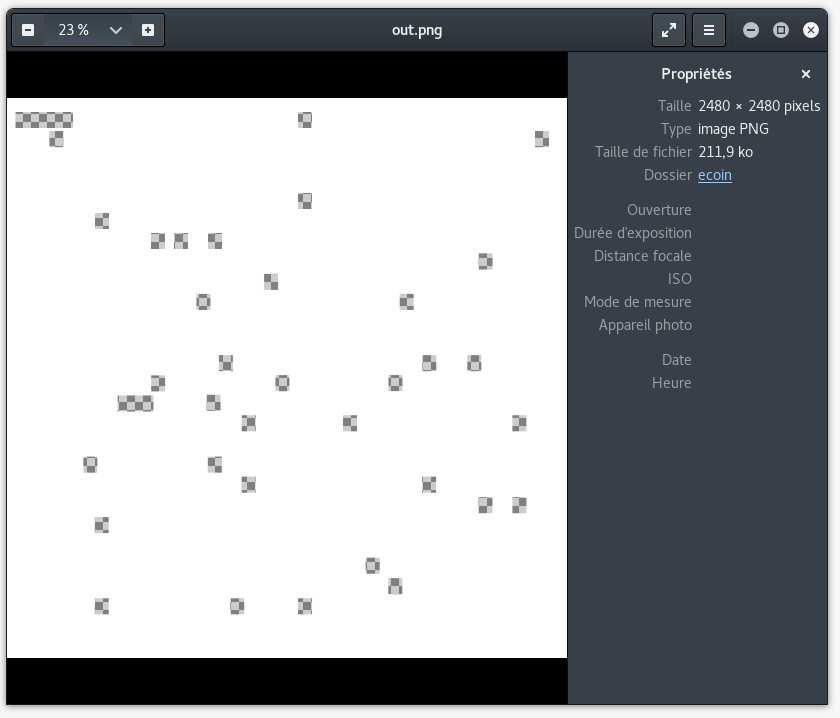 23 %
out.png
Propriétés
Taille 2480 × 2480 pixels
Type image PNG
Taille de fichier 211,9 ko
Dossier ecoin
Ouverture
Durée d'exposition
Distance focale
ISO
Mode de mesure
Appareil photo
Date
Heure